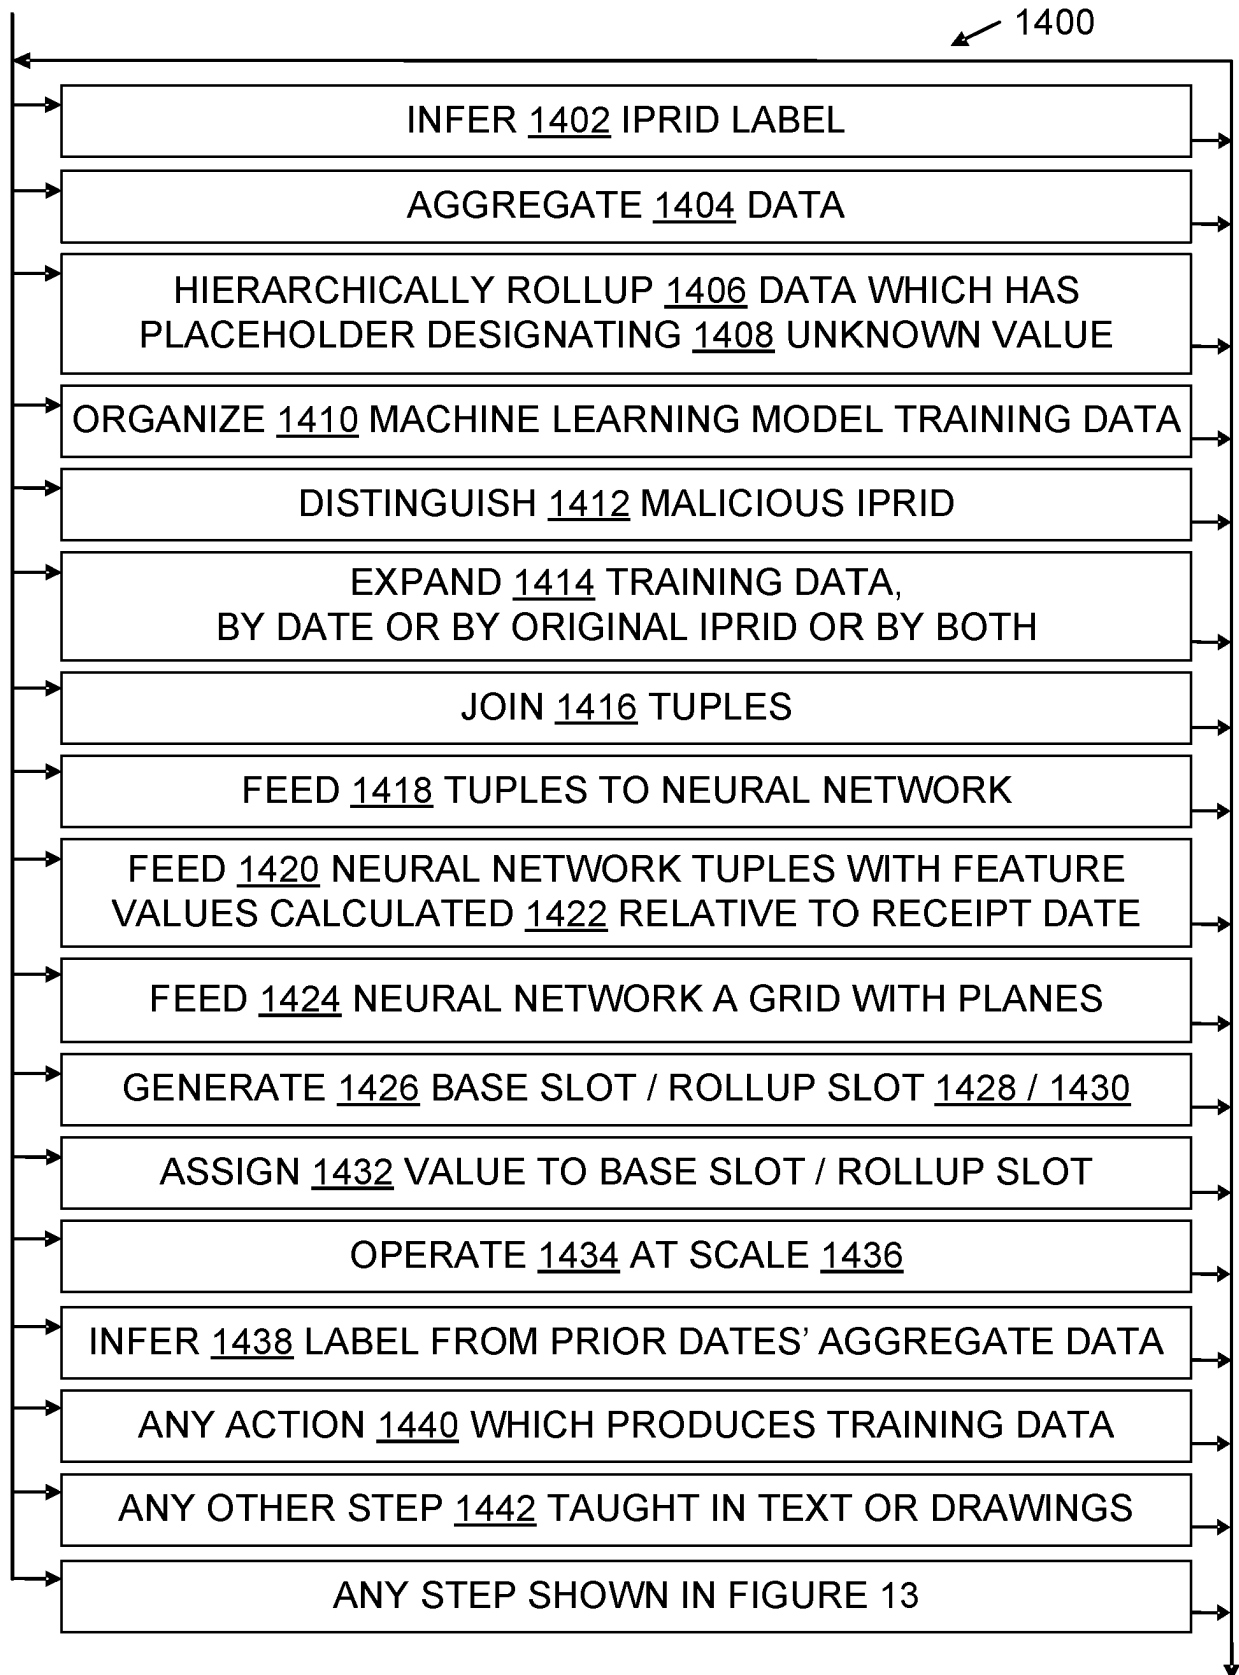 1400
INFER 1402 IPRID LABEL
AGGREGATE 1404 DATA
HIERARCHICALLY ROLLUP 1406 DATA WHICH HAS
PLACEHOLDER DESIGNATING 1408 UNKNOWN VALUE
ORGANIZE 1410 MACHINE LEARNING MODEL TRAINING DATA
DISTINGUISH 1412 MALICIOUS IPRID
EXPAND 1414 TRAINING DATA,
BY DATE OR BY ORIGINAL IPRID OR BY BOTH
JOIN 1416 TUPLES
FEED 1418 TUPLES TO NEURAL NETWORK
FEED 1420 NEURAL NETWORK TUPLES WITH FEATURE
VALUES CALCULATED 1422 RELATIVE TO RECEIPT DATE
FEED 1424 NEURAL NETWORK A GRID WITH PLANES
GENERATE 1426 BASE SLOT / ROLLUP SLOT 1428 / 1430
ASSIGN 1432 VALUE TO BASE SLOT / ROLLUP SLOT
OPERATE 1434 AT SCALE 1436
INFER 1438 LABEL FROM PRIOR DATES’ AGGREGATE DATA
ANY ACTION 1440 WHICH PRODUCES TRAINING DATA
ANY OTHER STEP 1442 TAUGHT IN TEXT OR DRAWINGS
ANY STEP SHOWN IN FIGURE 13